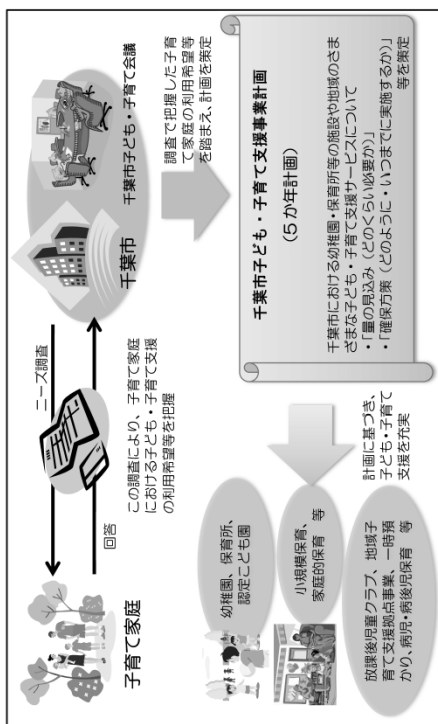 子育て家庭
ニーズ調査
回答
この調査により、子育て家庭
における子ども・子育て支援
の利用希望等を把握
千葉市
千葉市子ども・子育て会議
調査で把握した子育
て家庭の利用希望等
を踏まえ、計画を策定
千葉市子ども・子育て支援事業計画
(5か年計画)
千葉市における幼稚園・保育所等の施設や地域のさま
ざまな子ども・子育て支援サービスについて
・「量の見込み（どのくらい必要か）」
・「確保方策（どのように・いつまでに実施するか）」
等を策定
計画に基づき、
子ども・子育て
支援を充実
幼稚園、保育所、
認定こども園
小規模保育、
家庭的保育　等
放課後児童クラブ、地域子
育て支援拠点事業、一時預
かり、病児・病後児保育　等